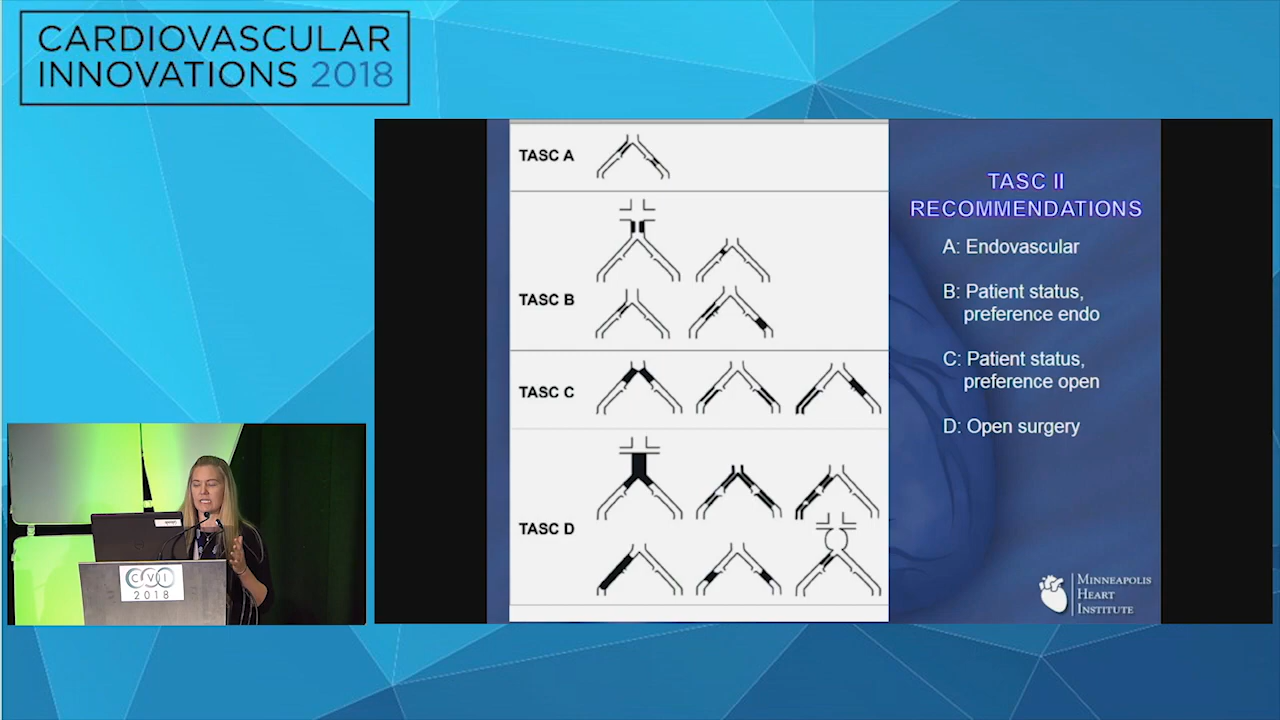 CARDIOVASCULAR
INNOVATIONS 2018
TASC A
TASC B
TASC C
TASC D
TASC II
RECOMMENDATIONS
A: Endovascular
B: Patient status,
preference endo
C: Patient status,
preference open
D: Open surgery
MINNEAPOLIS
HEART
INSTITUTE
CVI
2018